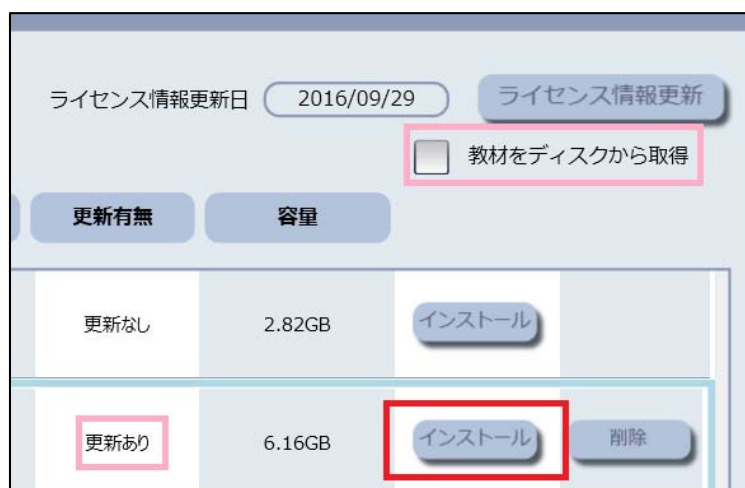 ライセンス情報更新日 2016/09/29 ライセンス情報更新
教材をディスクから取得
更新有無 容量
更新なし 2.82GB インストール
更新あり 6.16GB インストール 削除